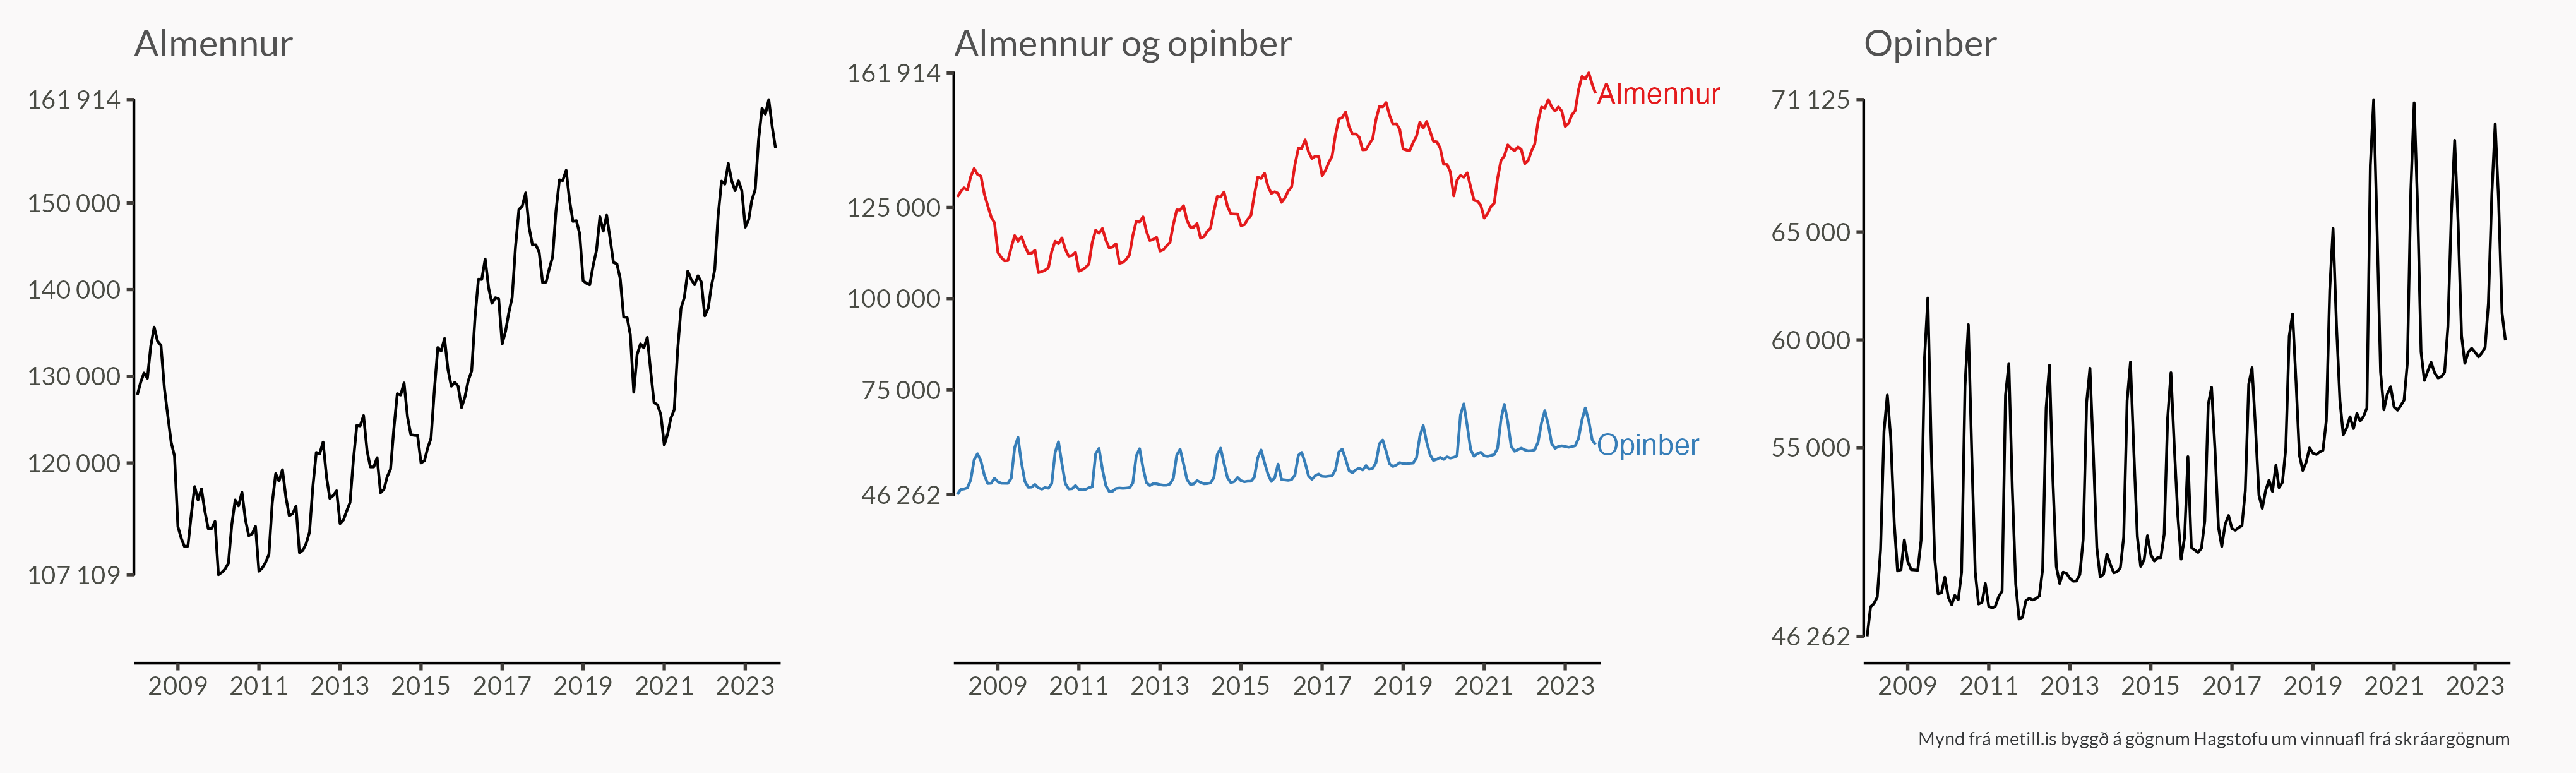 Almennur
161 914
150 000
140 000
130 000
120 000
107 109
2009 2011 2013 2015 2017 2019 2021 2023
Almennur og opinber
161 914
125 000
100 000
75 000
46 262
Almennur
Opinber
2009 2011 2013 2015 2017 2019 2021 2023
Opinber
71 125
65 000
60 000
55 000
46 262
2009 2011 2013 2015 2017 2019 2021 2023
Mynd frá metill.is byggð á gögnum Hagstofu um vinnuafl frá skráargögnum